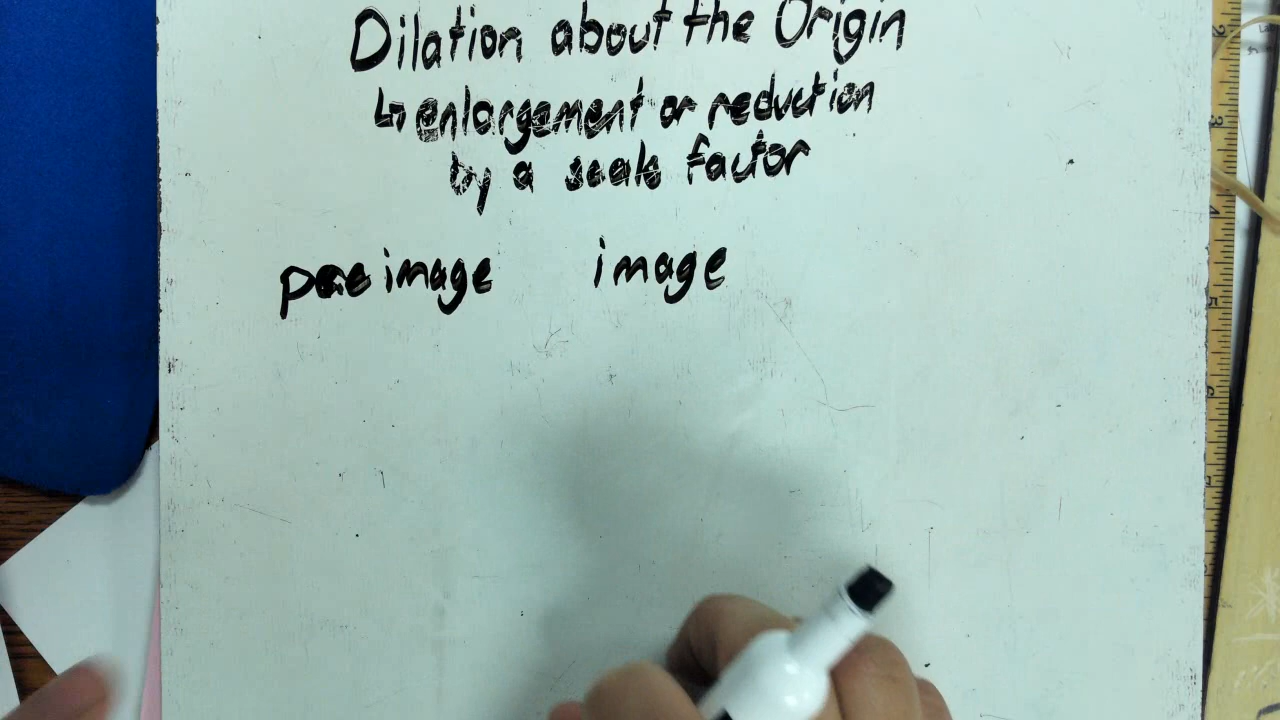 Dilation about the Origin
↳ enlargement or reduction
by a scale factor
preimage image